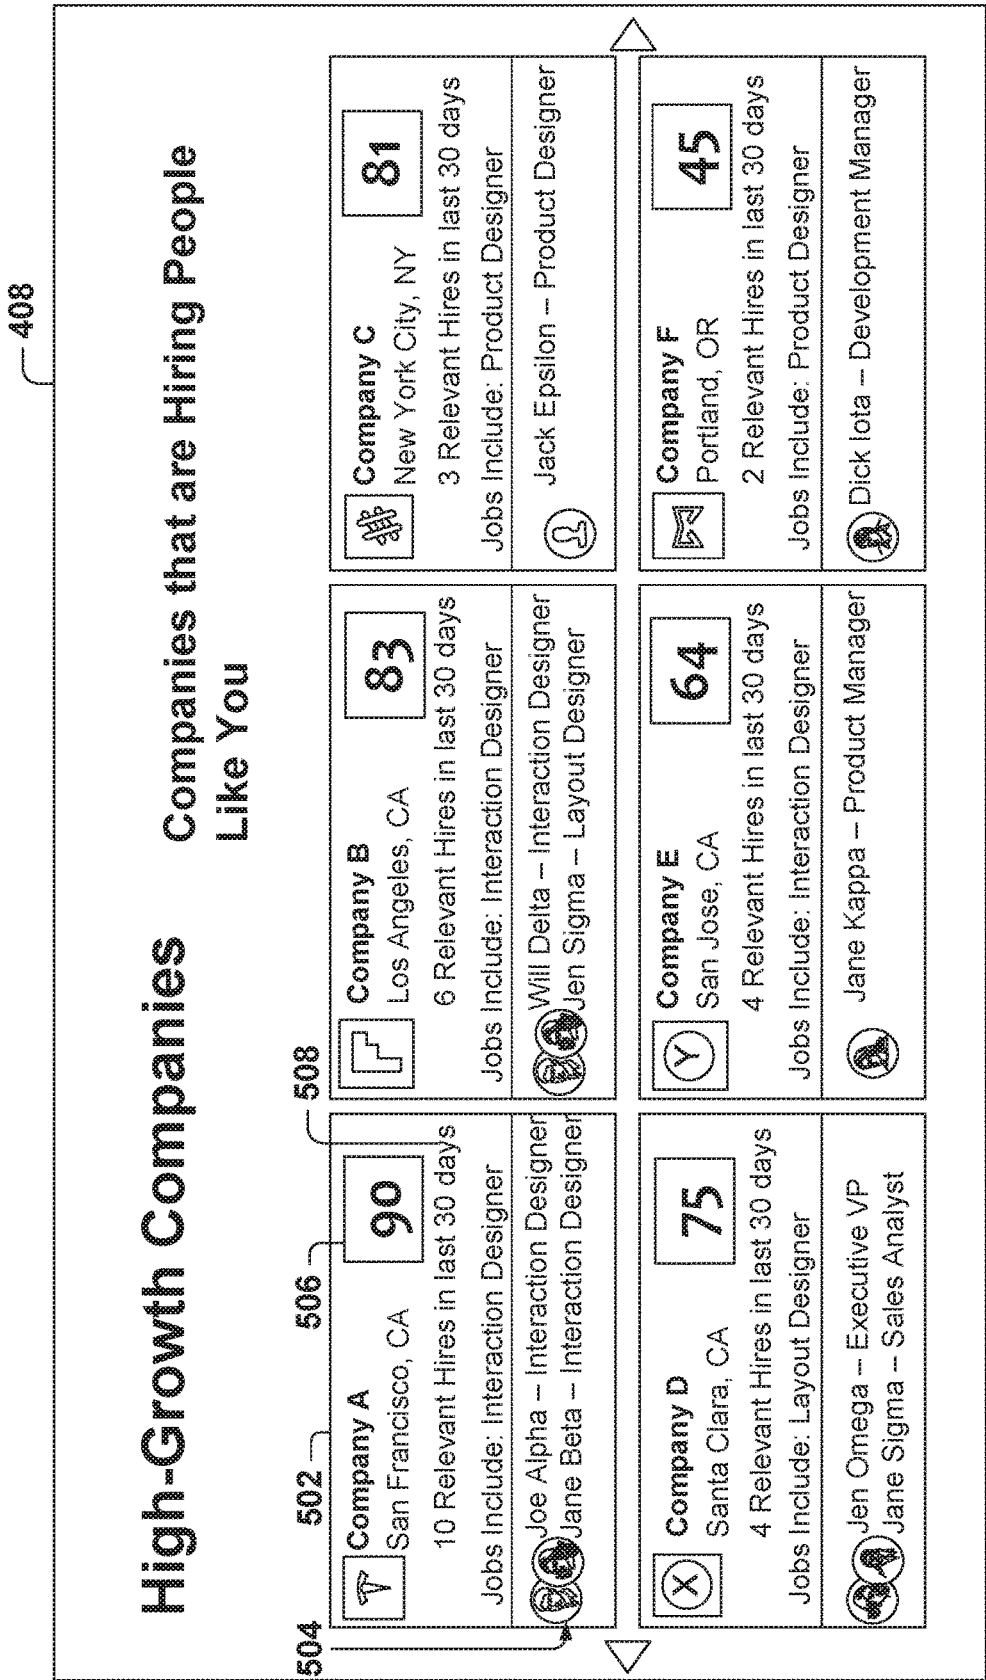 408
High-Growth Companies
Companies that are Hiring People
Like You
502
504
506
508
Company A
San Francisco, CA
90
10 Relevant Hires in last 30 days
Jobs Include: Interaction Designer
Joe Alpha – Interaction Designer
Jane Beta – Interaction Designer
Company B
Los Angeles, CA
83
6 Relevant Hires in last 30 days
Jobs Include: Interaction Designer
Will Delta – Interaction Designer
Jen Sigma – Layout Designer
Company C
New York City, NY
81
3 Relevant Hires in last 30 days
Jobs Include: Product Designer
Jack Epsilon – Product Designer
X
Company D
Santa Clara, CA
75
4 Relevant Hires in last 30 days
Jobs Include: Layout Designer
Jen Omega – Executive VP
Jane Sigma – Sales Analyst
Y
Company E
San Jose, CA
64
4 Relevant Hires in last 30 days
Jobs Include: Interaction Designer
Jane Kappa – Product Manager
Company F
Portland, OR
45
2 Relevant Hires in last 30 days
Jobs Include: Product Designer
Dick Iota – Development Manager